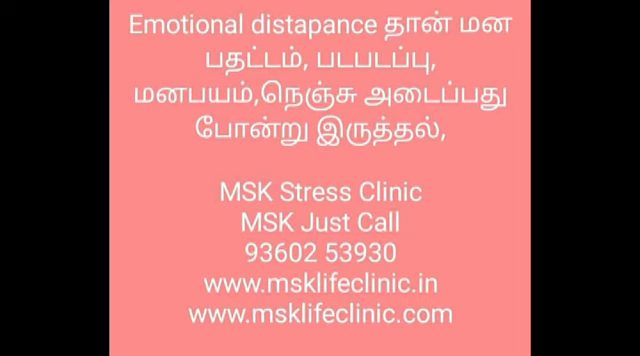 Emotional distapance தான் மன
பதட்டம், படபடப்பு,
மனபயம்,நெஞ்சு அடைப்பது
போன்று இருத்தல்,
MSK Stress Clinic
MSK Just Call
93602 53930
www.msklifeclinic.in
www.msklifeclinic.com